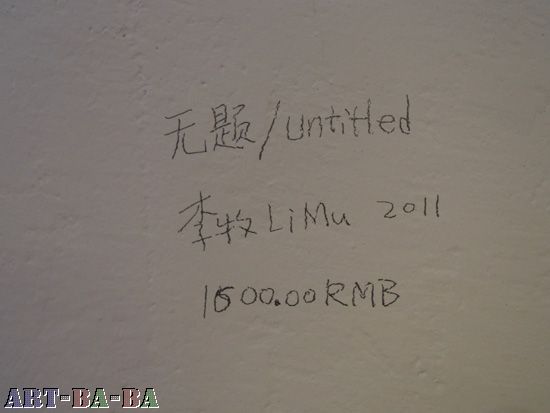 无题/untitled
李牧 LiMu 2011
1500.00RMB
ART-BA-BA